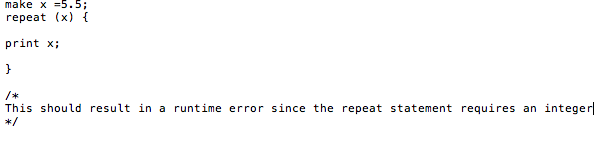 make x =5.5;
repeat (x) {
print x;
}
/*
This should result in a runtime error since the repeat statement requires an integer
*/